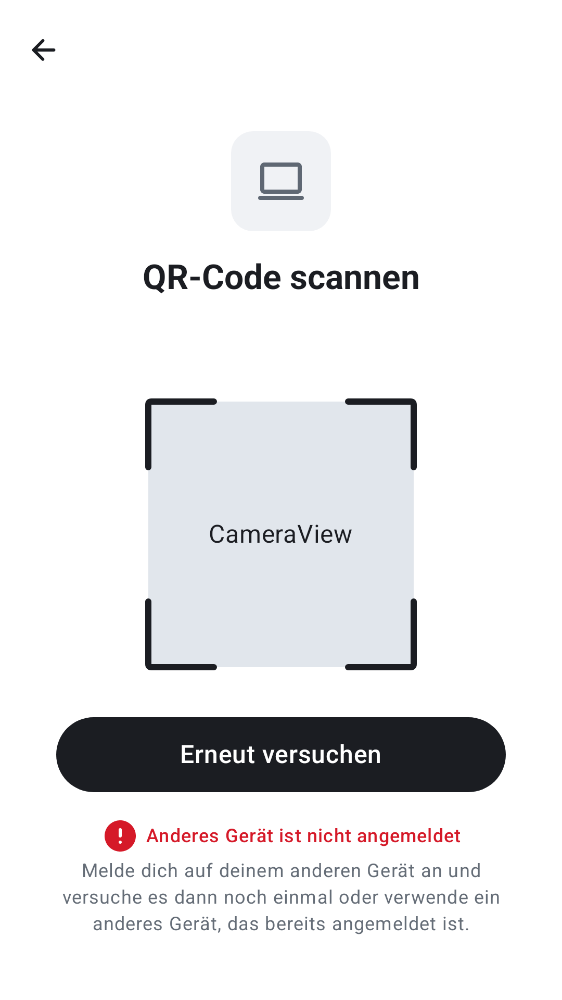 QR-Code scannen
CameraView
Erneut versuchen
Anderes Gerät ist nicht angemeldet
Melde dich auf deinem anderen Gerät an und
versuche es dann noch einmal oder verwende ein
anderes Gerät, das bereits angemeldet ist.